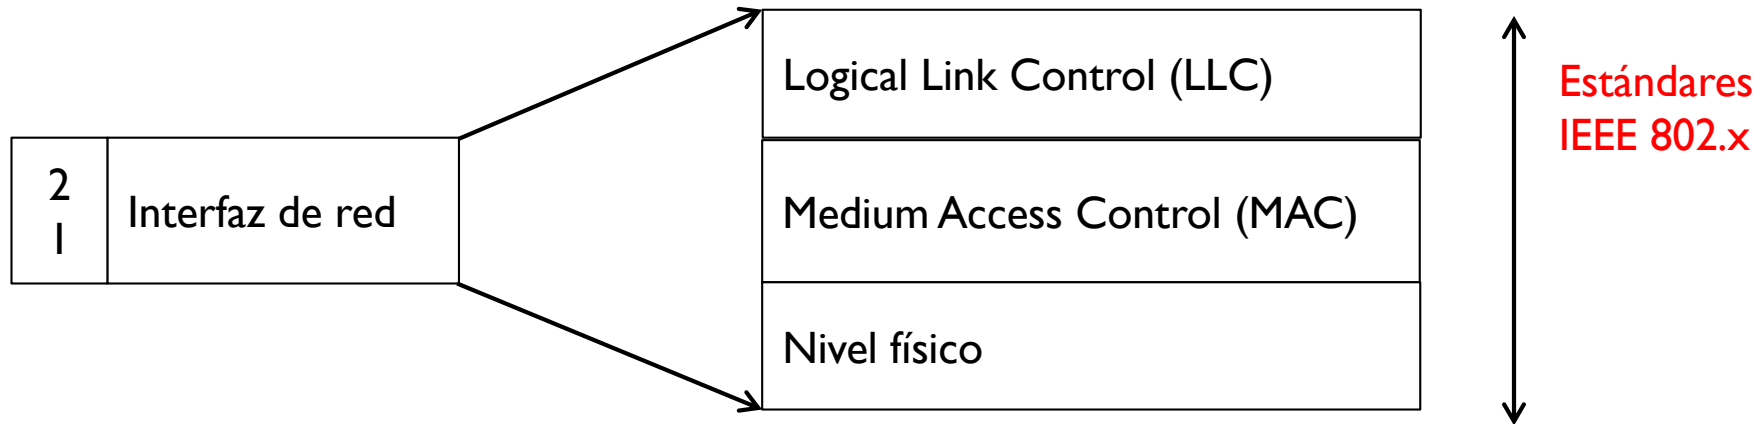 2
1
Interfaz de red
Logical Link Control (LLC)
Medium Access Control (MAC)
Nivel físico
Estándares
IEEE 802.x